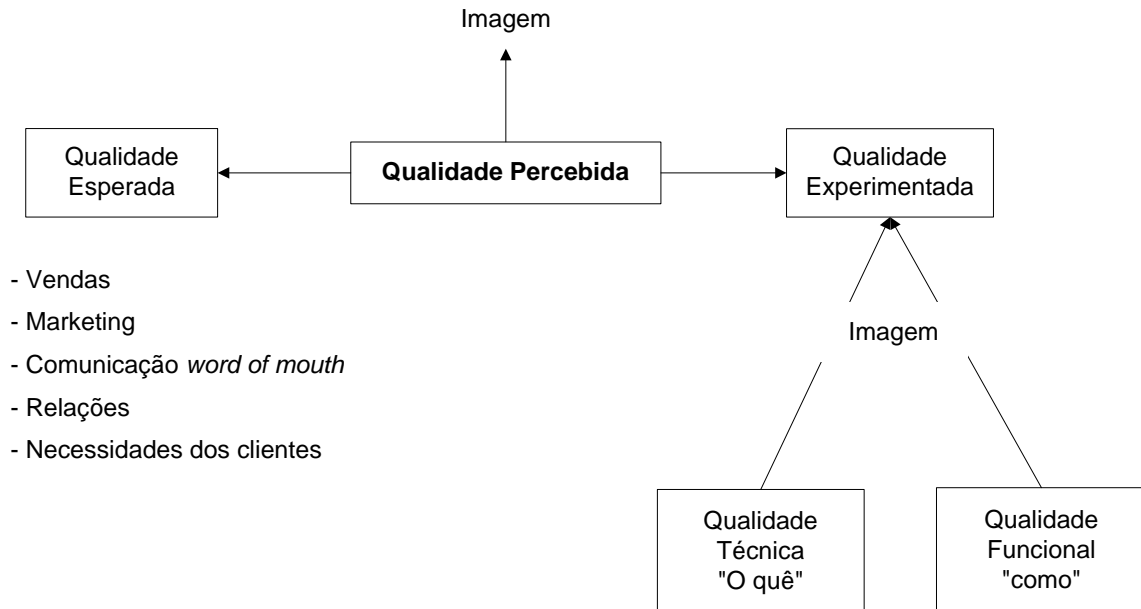 Imagem
Qualidade
Esperada
Qualidade Percebida
Qualidade
Experimentada
- Vendas
- Marketing
- Comunicação word of mouth
- Relações
- Necessidades dos clientes
Imagem
Qualidade
Técnica
"O quê"
Qualidade
Funcional
"como"